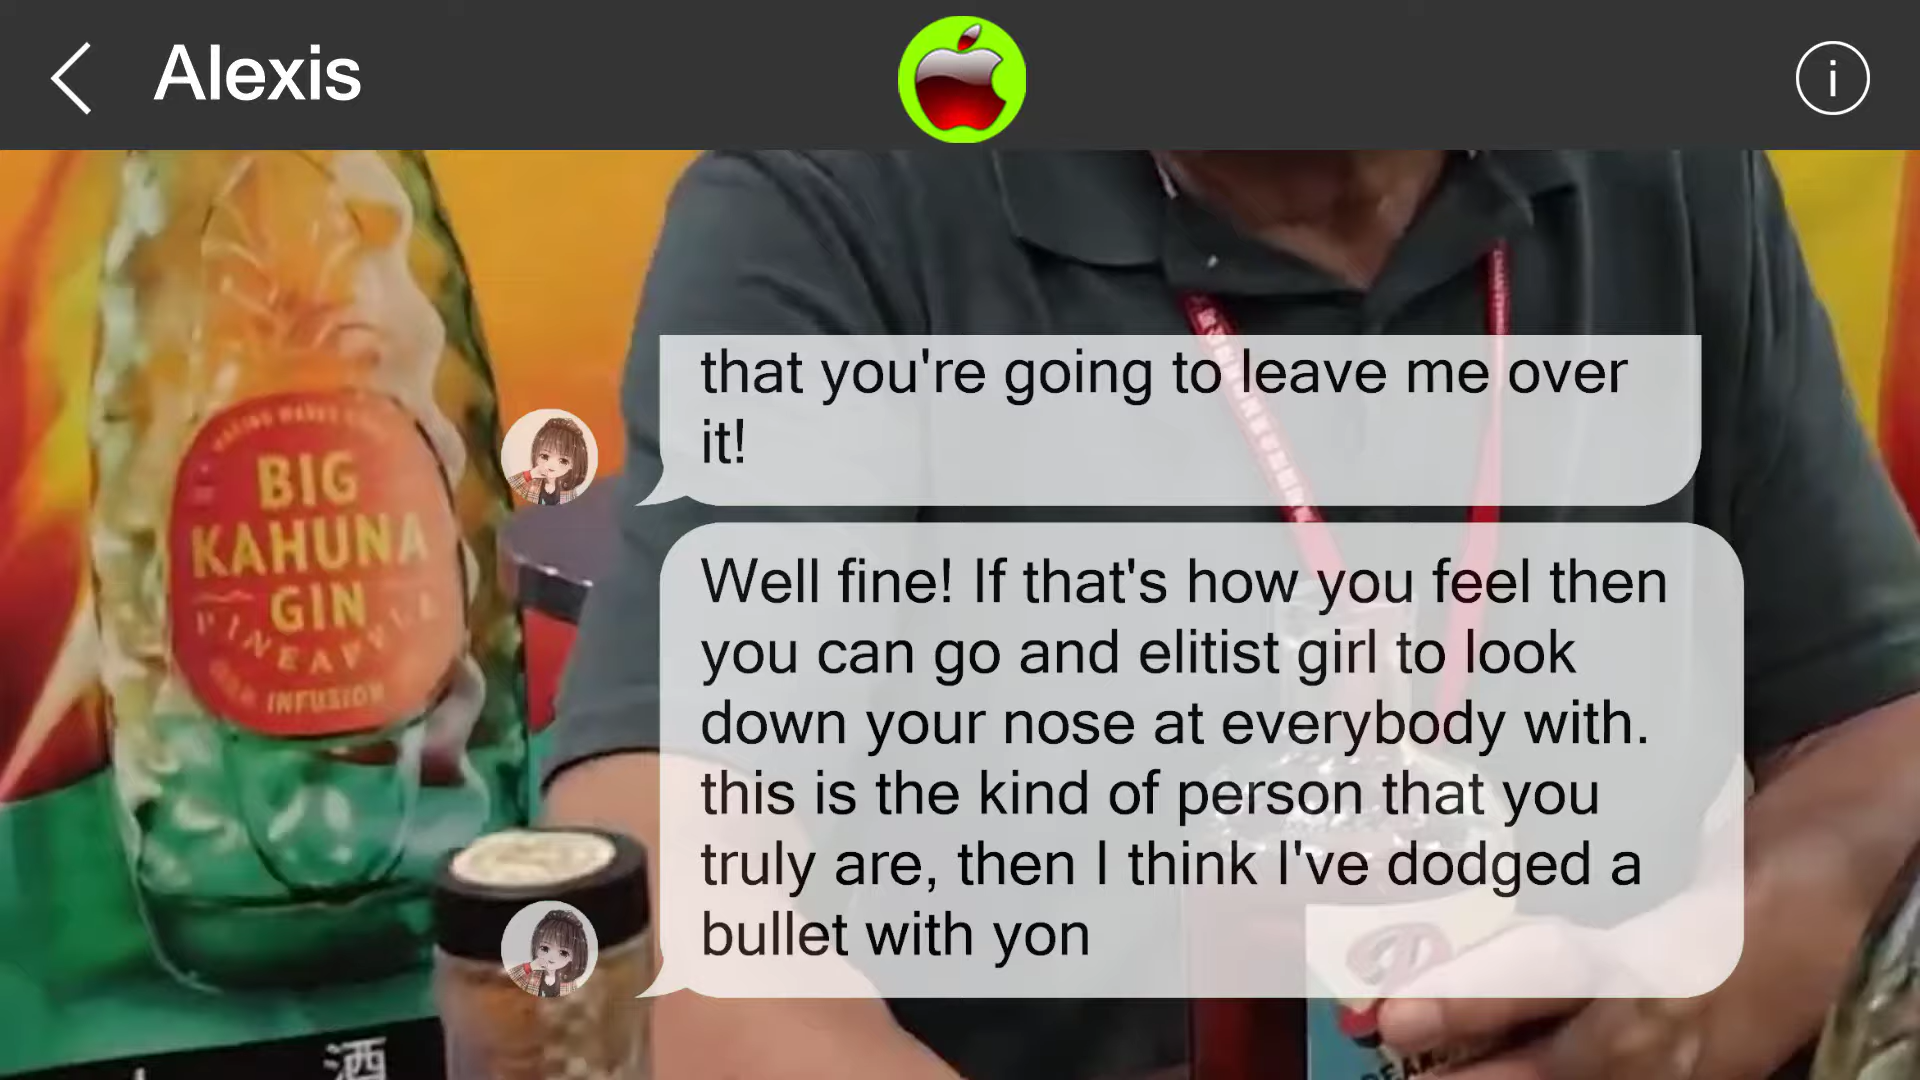 Alexis
i
that you're going to leave me over
it!
Well fine! If that's how you feel then
you can go and elitist girl to look
down your nose at everybody with.
this is the kind of person that you
truly are, then I think I've dodged a
bullet with yon
BIG
KAHUNA
GIN
PINEAPPLE
INFUSION
酒